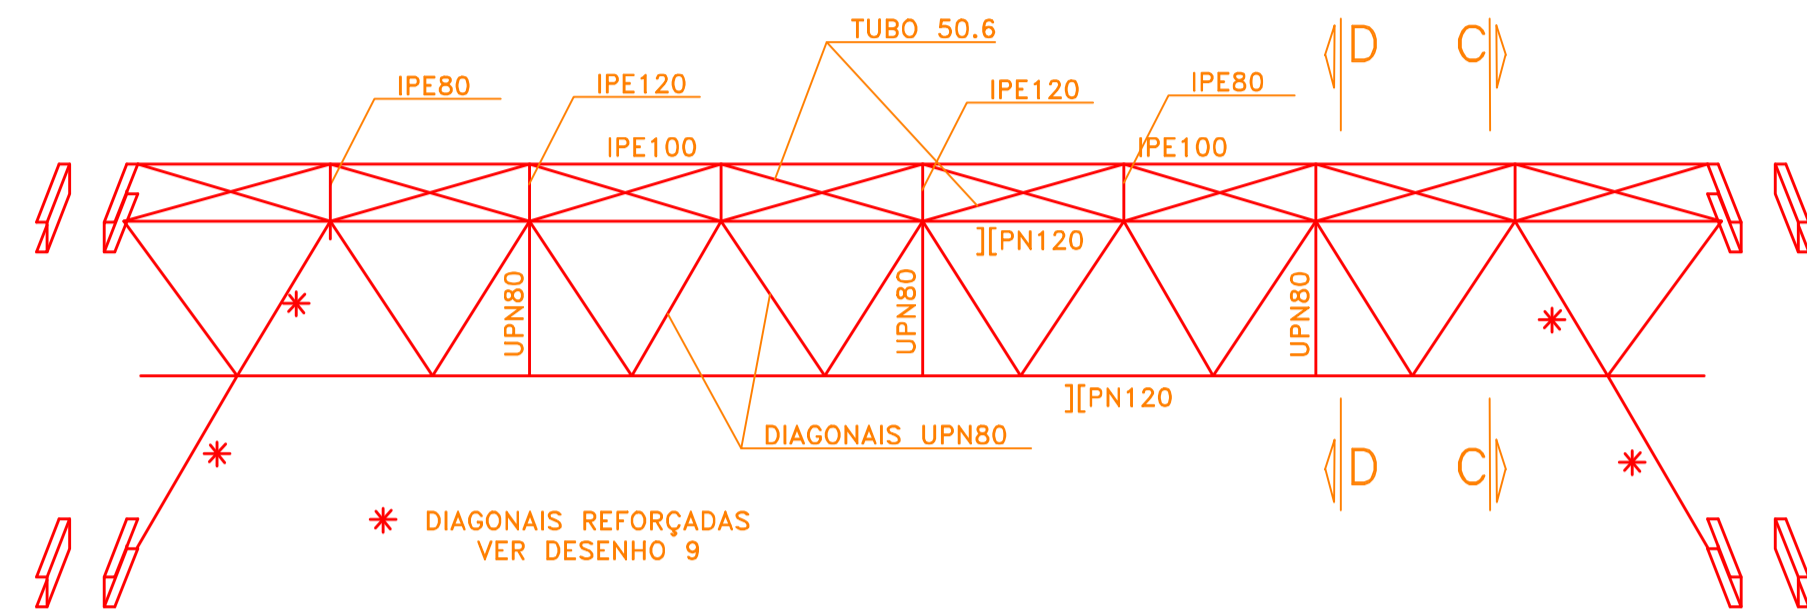 TUBO 50.6
D
C
IPE80
IPE120
IPE120
IPE80
IPE100
IPE100
][PN120
UPN80
UPN80
UPN80
][PN120
DIAGONAIS UPN80
D
C
* DIAGONAIS REFORÇADAS
VER DESENHO 9